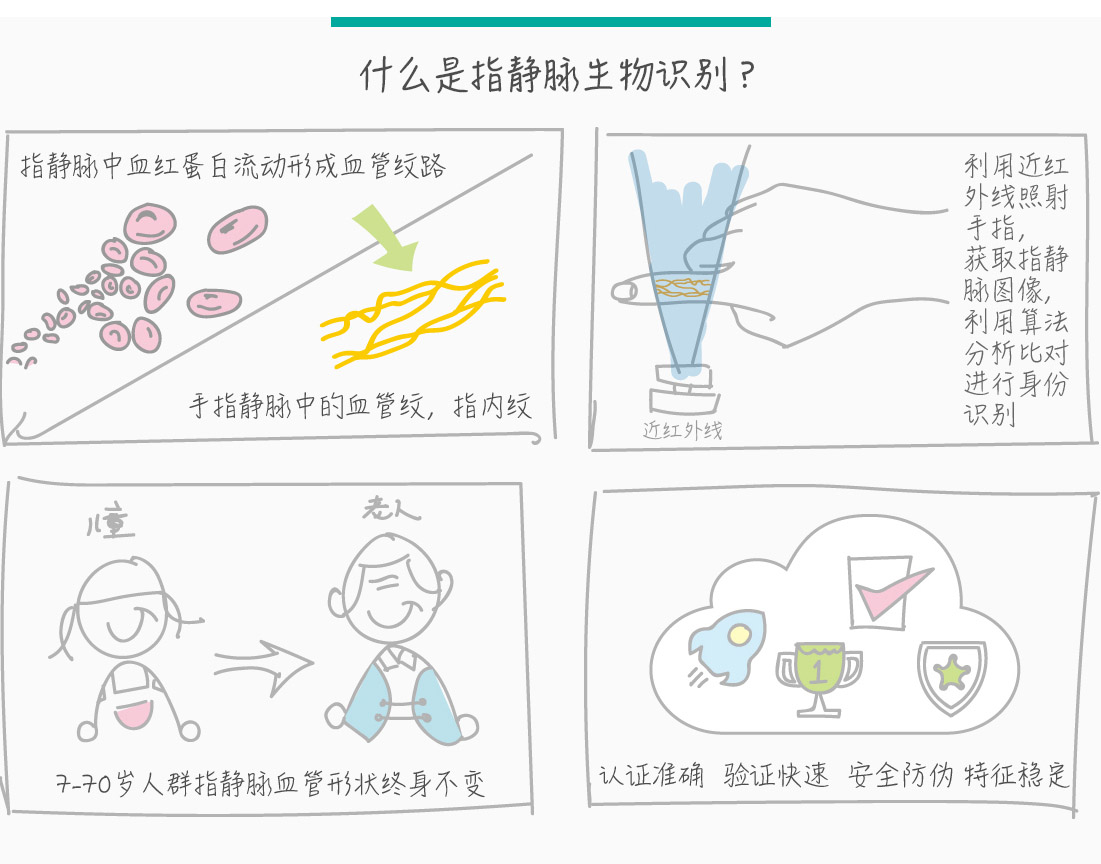 什么是指静脉生物识别？
指静脉中血红蛋白流动形成血管纹路
手指静脉中的血管纹，指内纹
利用近红
外线照射
手指，
获取指静
脉图像，
利用算法
分析比对
进行身份
识别
近红外线
儿童
老人
7-70岁人群指静脉血管形状终身不变
1
认证准确 验证快速 安全防伪 特征稳定